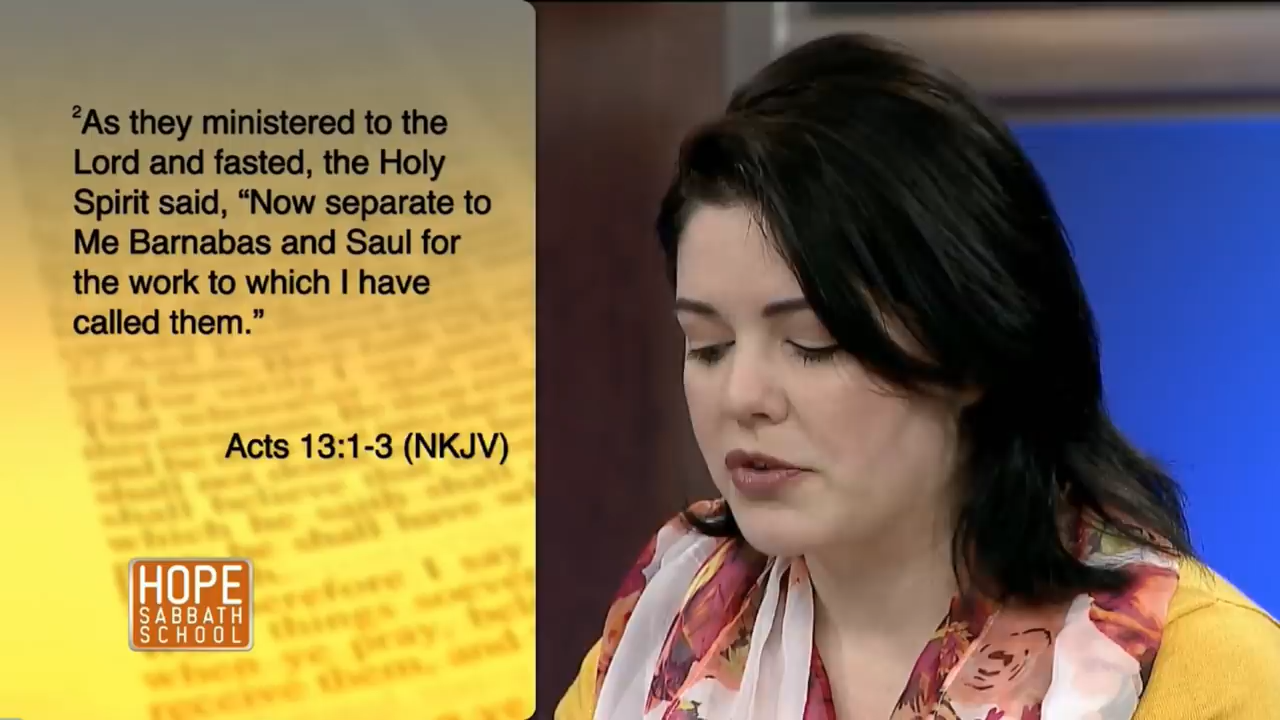 ²As they ministered to the
Lord and fasted, the Holy
Spirit said, “Now separate to
Me Barnabas and Saul for
the work to which I have
called them.”
Acts 13:1-3 (NKJV)
HOPE
SABBATH
SCHOOL